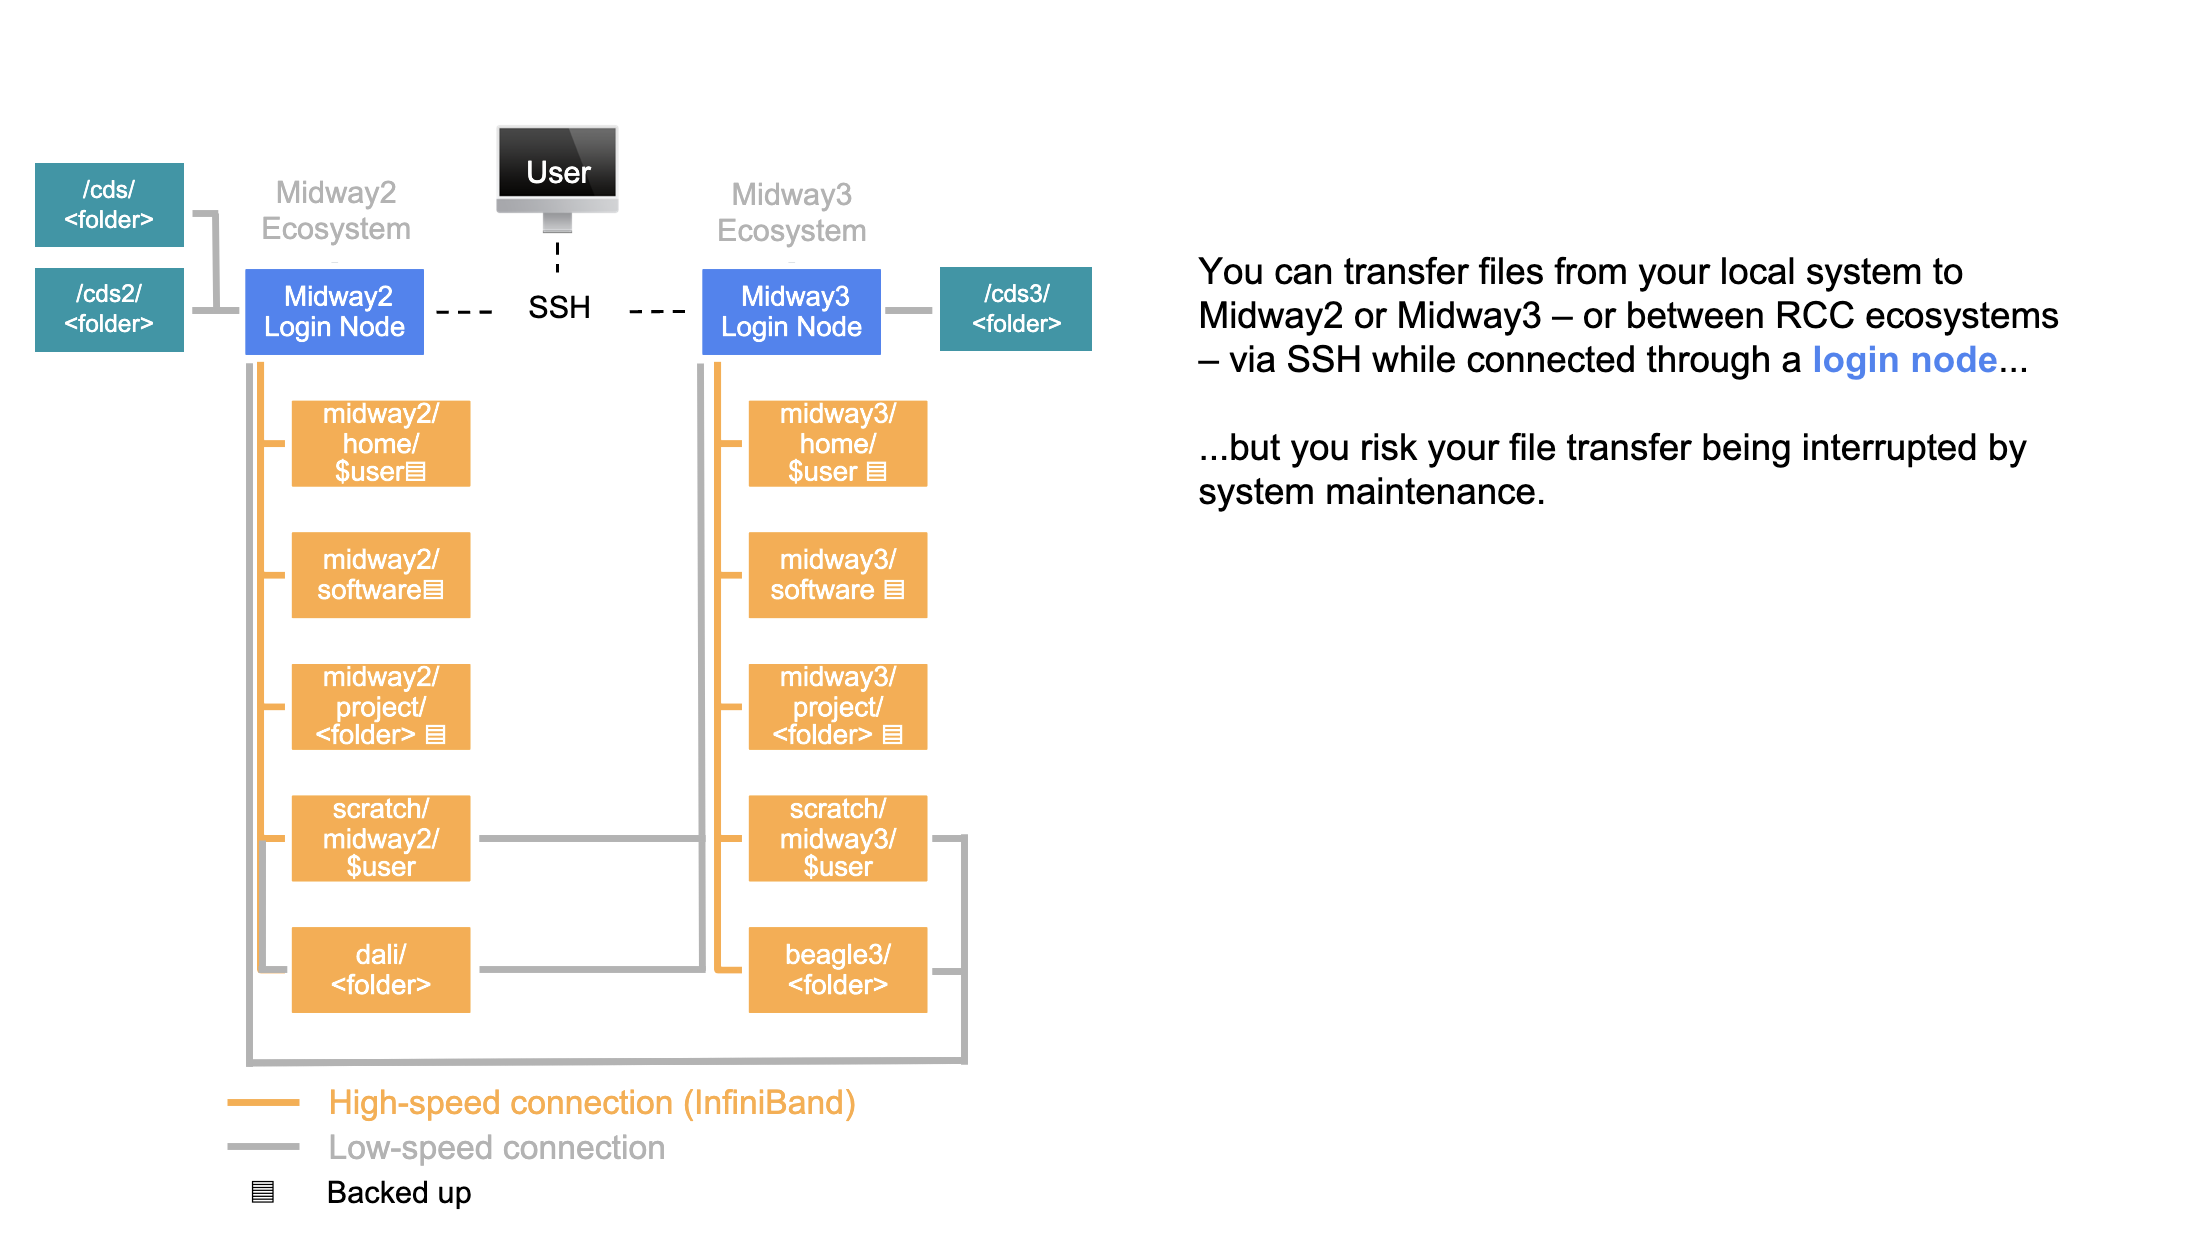 User
/cds/
<folder>
Midway2
Ecosystem
Midway3
Ecosystem
/cds2/
<folder>
Midway2
Login Node
SSH
Midway3
Login Node
/cds3/
<folder>
midway2/
home/
$user
midway3/
home/
$user
midway2/
software
midway3/
software
midway2/
project/
<folder>
midway3/
project/
<folder>
scratch/
midway2/
$user
scratch/
midway3/
$user
dali/
<folder>
beagle3/
<folder>
High-speed connection (InfiniBand)
Low-speed connection
Backed up
You can transfer files from your local system to
Midway2 or Midway3 – or between RCC ecosystems
– via SSH while connected through a login node...
...but you risk your file transfer being interrupted by
system maintenance.